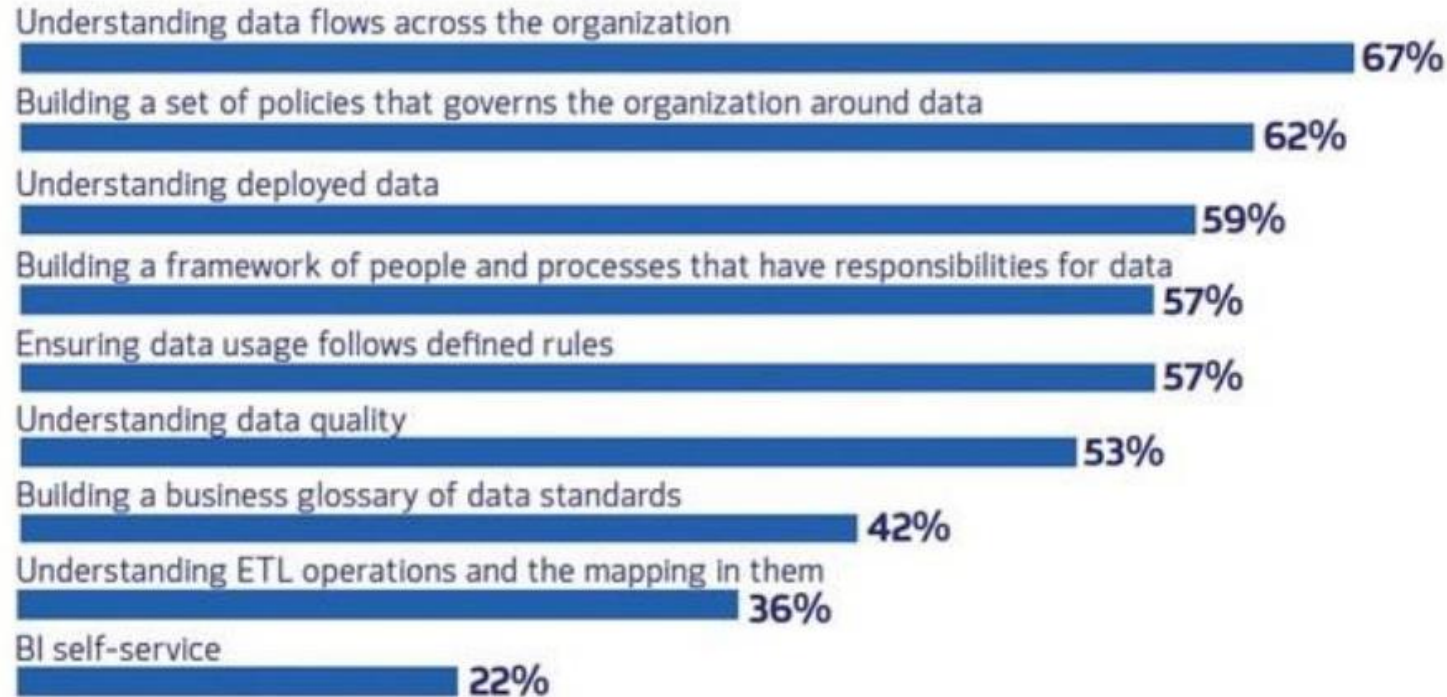 Understanding data flows across the organization
67%
Building a set of policies that governs the organization around data
62%
Understanding deployed data
59%
Building a framework of people and processes that have responsibilities for data
57%
Ensuring data usage follows defined rules
57%
Understanding data quality
53%
Building a business glossary of data standards
42%
Understanding ETL operations and the mapping in them
36%
BI self-service
22%